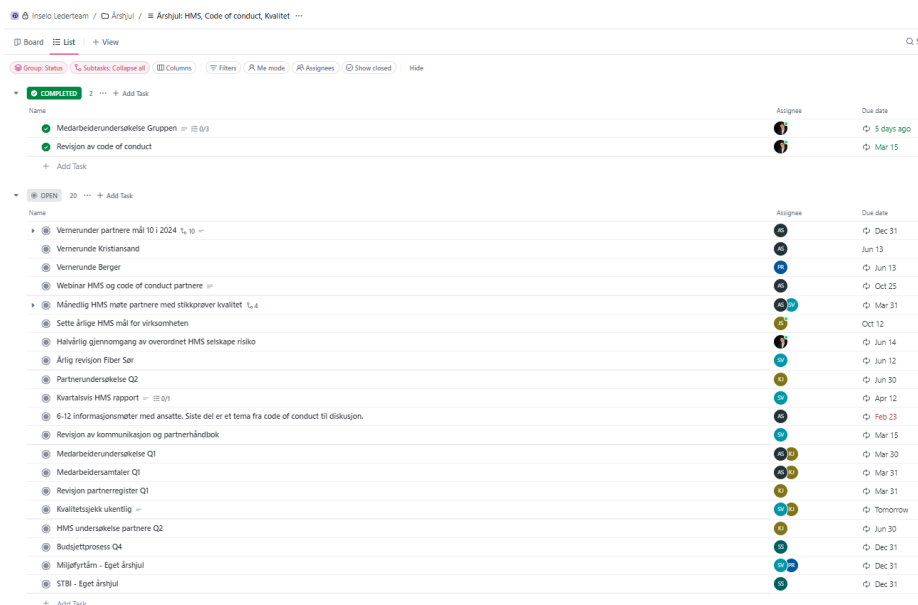 Inselo Lederteam / Årshjul / Årshjul: HMS, Code of conduct, Kvalitet ...
Board List + View
Group: Status Subtasks: Collapse all Columns Filters Me mode Assignees Show closed Hide
COMPLETED 2 ... + Add Task
Name Assignee Due date
Medarbeiderundersøkelse Gruppen 0/3 5 days ago
Revisjon av code of conduct Mar 15
+ Add Task
OPEN 20 ... + Add Task
Name Assignee Due date
Vernerunder partnere mål 10 i 2024 10 AS Dec 31
Vernerunde Kristiansand AS Jun 13
Vernerunde Berger PR Jun 13
Webinar HMS og code of conduct partnere AS Oct 25
Månedlig HMS møte partnere med stikkprøver kvalitet 4 AS SV Mar 31
Sette årlige HMS mål for virksomheten JS Oct 12
Halvårlig gjennomgang av overordnet HMS selskape risiko Jun 14
Årlig revisjon Fiber Sør SV Jun 12
Partnerundersøkelse Q2 KJ Jun 30
Kvartalsvis HMS rapport 0/1 SV Apr 12
6-12 informasjonsmøter med ansatte. Siste del er et tema fra code of conduct til diskusjon. AS Feb 23
Revisjon av kommunikasjon og partnerhåndbok SV Mar 15
Medarbeiderundersøkelse Q1 AS KJ Mar 30
Medarbeidersamtaler Q1 AS KJ Mar 31
Revisjon partnerregister Q1 KJ Mar 31
Kvalitetssjekk ukentlig SV KJ Tomorrow
HMS undersøkelse partnere Q2 KJ Jun 30
Budsjettprosess Q4 SS Dec 31
Miljøfyrtårn - Eget årshjul SV PR Dec 31
STBI - Eget årshjul SS Dec 31
+ Add Task